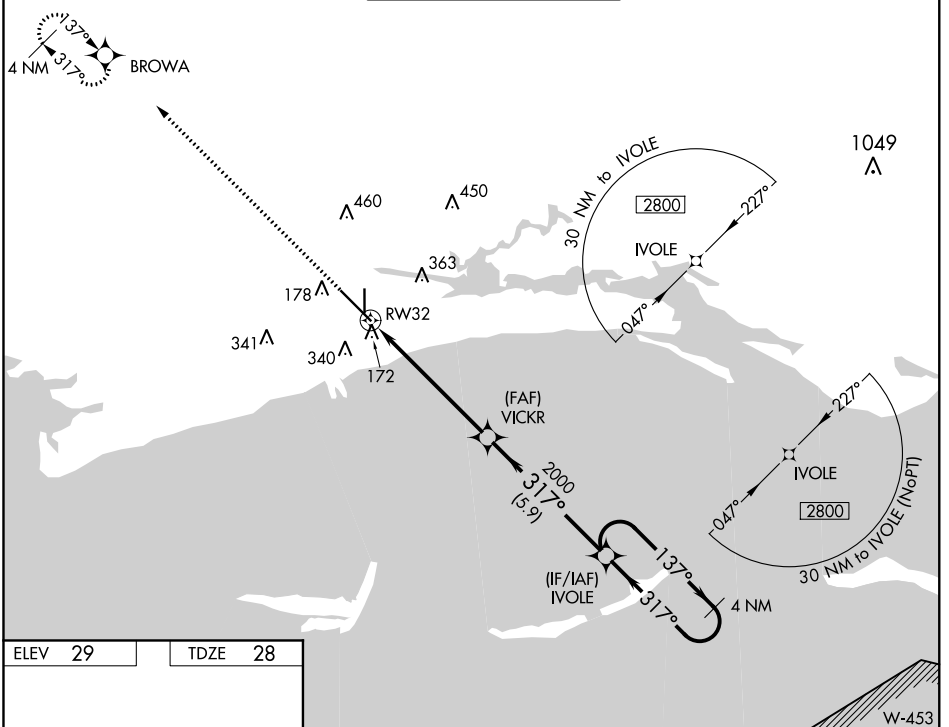 137°
317°
4 NM
BROWA
1049
30 NM to IVOLE
2800
227°
IVOLE
047°
460
450
363
178
RW32
341
340
172
(FAF)
VICKR
227°
IVOLE
2800
047°
30 NM to IVOLE (NoPT)
2000
317°
(5.9)
(IF/IAF)
IVOLE
137°
317°
4 NM
ELEV 29
TDZE 28
W-453